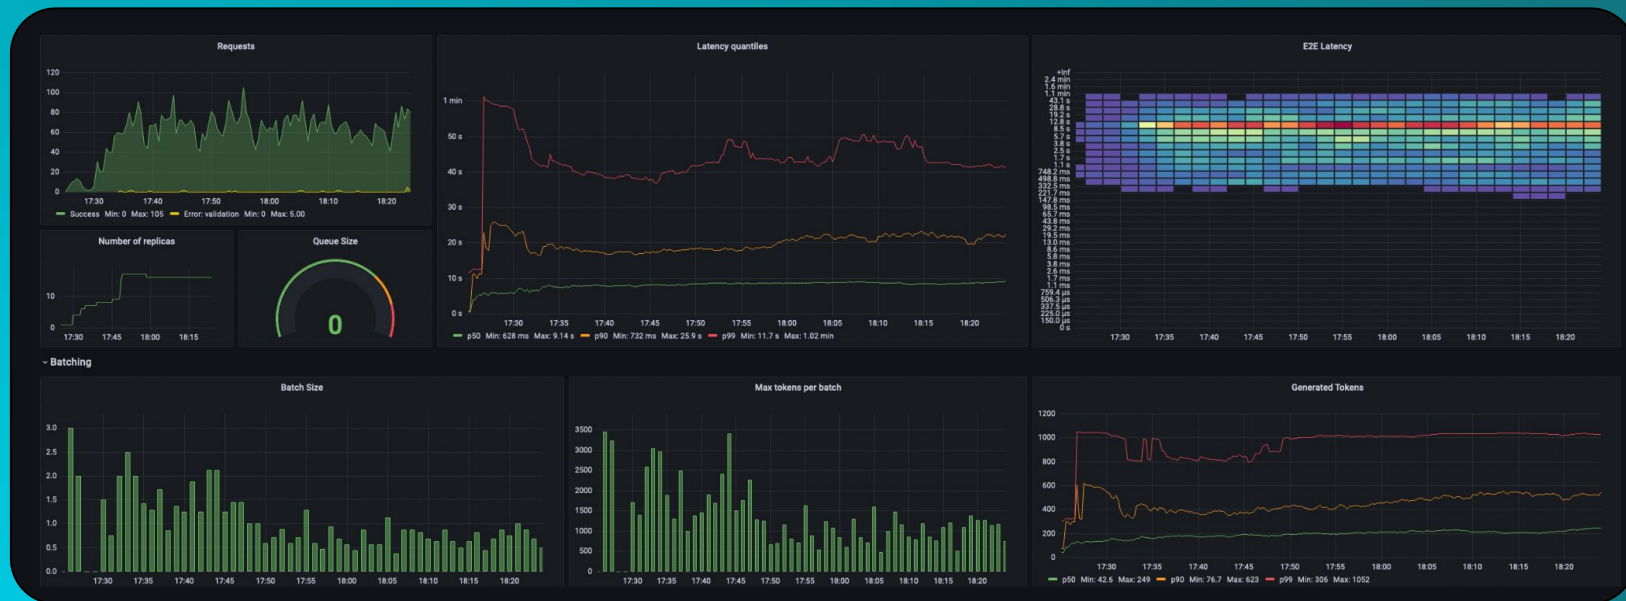 Requests
120
100
80
60
40
20
0
17:30 17:40 17:50 18:00 18:10 18:20
Success Min: 0 Max: 105 Error: validation Min: 0 Max: 5.00
Latency quantiles
1 min
50 s
40 s
30 s
20 s
10 s
0 s
17:30 17:35 17:40 17:45 17:50 17:55 18:00 18:05 18:10 18:15 18:20
p50 Min: 628 ms Max: 9.14 s p90 Min: 732 ms Max: 25.9 s p99 Min: 11.7 s Max: 1.02 min
E2E Latency
+Inf
2.4 min
1.6 min
1.1 min
43.1 s
28.8 s
19.2 s
12.8 s
8.5 s
5.7 s
3.8 s
2.5 s
1.7 s
1.1 s
748.2 ms
498.8 ms
332.5 ms
221.7 ms
147.8 ms
98.5 ms
65.7 ms
43.8 ms
29.2 ms
19.5 ms
13.0 ms
8.6 ms
5.8 ms
3.8 ms
2.6 ms
1.7 ms
1.1 ms
759.4 µs
506.3 µs
337.5 µs
225.0 µs
150.0 µs
0 s
17:30 17:35 17:40 17:45 17:50 17:55 18:00 18:05 18:10 18:15 18:20
Number of replicas
10
0
17:30 17:45 18:00 18:15
Queue Size
0
Batching
Batch Size
3.0
2.5
2.0
1.5
1.0
0.5
0.0
17:30 17:35 17:40 17:45 17:50 17:55 18:00 18:05 18:10 18:15 18:20
Max tokens per batch
3500
3000
2500
2000
1500
1000
500
0
17:30 17:35 17:40 17:45 17:50 17:55 18:00 18:05 18:10 18:15 18:20
Generated Tokens
1200
1000
800
600
400
200
0
17:30 17:35 17:40 17:45 17:50 17:55 18:00 18:05 18:10 18:15 18:20
p50 Min: 42.6 Max: 249 p90 Min: 76.7 Max: 623 p99 Min: 306 Max: 1052